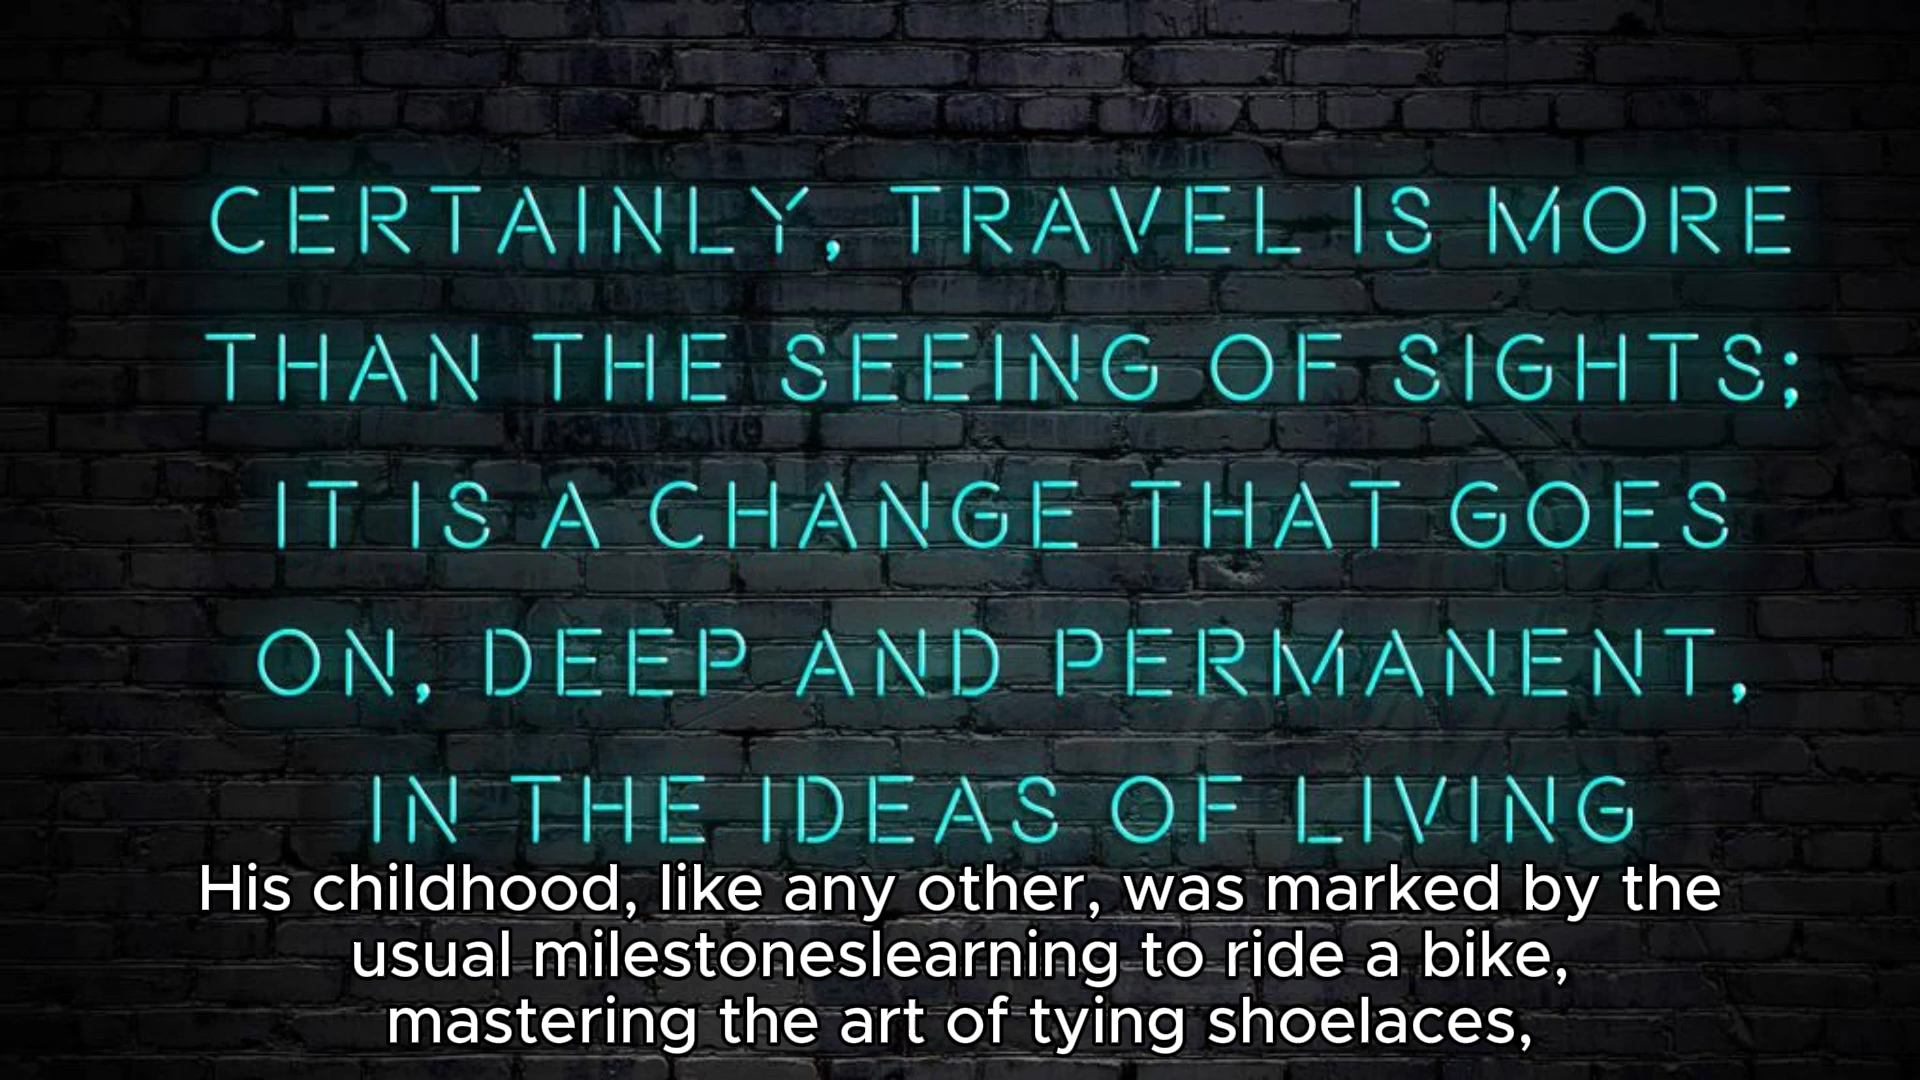 CERTAINLY, TRAVEL IS MORE
THAN THE SEEING OF SIGHTS;
IT IS A CHANGE THAT GOES
ON, DEEP AND PERMANENT,
IN THE IDEAS OF LIVING
His childhood, like any other, was marked by the
usual milestoneslearning to ride a bike,
mastering the art of tying shoelaces,